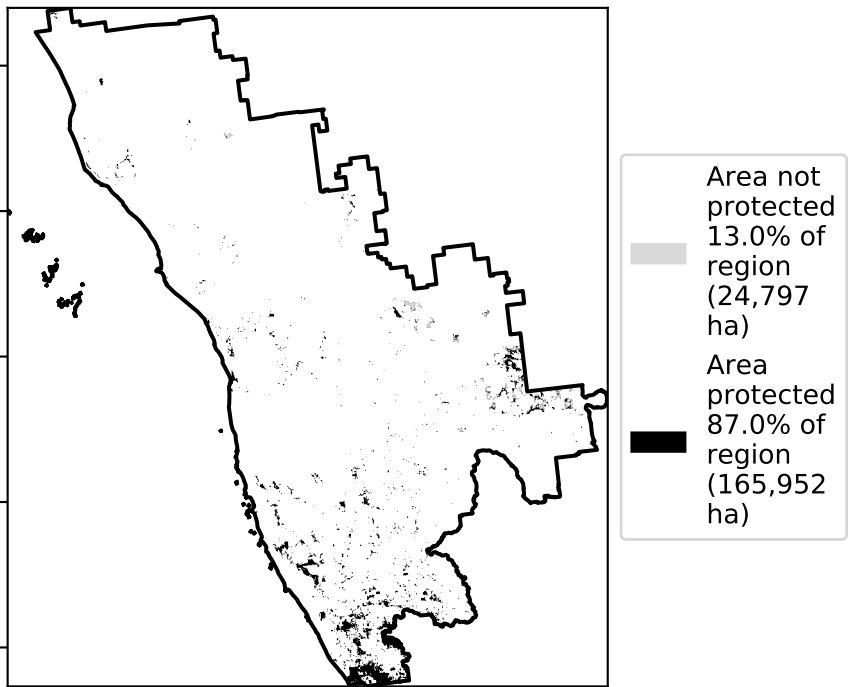 Area not
protected
13.0% of
region
(24,797
ha)
Area
protected
87.0% of
region
(165,952
ha)